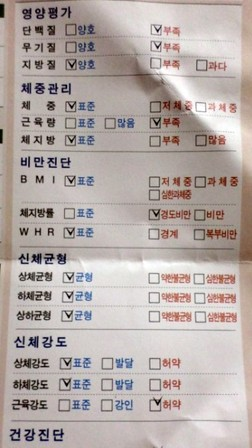 영양평가
단백질 □양호 ☑부족
무기질 □양호 ☑부족
지방질 ☑양호 □부족 □과다
체중관리
체 중 ☑표준 □저체중 □과체중
근육량 □표준 □많음 ☑부족
체지방 ☑표준 □부족 □많음
비만진단
B M I ☑표준 □저체중 □과체중
□심한과체중
체지방률 □표준 ☑경도비만 □비만
W H R ☑표준 □경계 □복부비만
신체균형
상체균형 ☑균형 □약한불균형 □심한불균형
하체균형 ☑균형 □약한불균형 □심한불균형
상하균형 ☑균형 □약한불균형 □심한불균형
신체강도
상체강도 ☑표준 □발달 □허약
하체강도 ☑표준 □발달 □허약
근육강도 □표준 □강인 ☑허약
건강진단